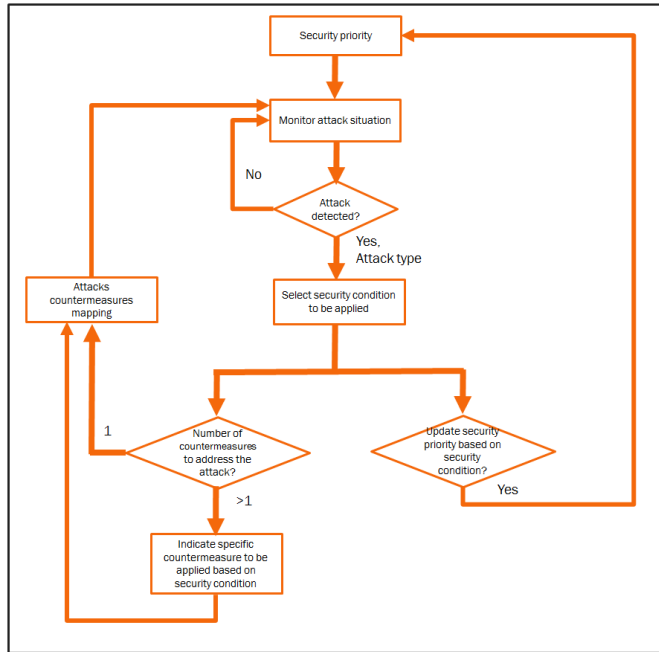 Security priority
Monitor attack situation
No
Attack
detected?
Yes,
Attack type
Attacks
countermeasures
mapping
Select security condition
to be applied
1
Number of
countermeasures
to address the
attack?
Update security
priority based on
security
condition?
>1
Yes
Indicate specific
countermeasure to be
applied based on
security condition